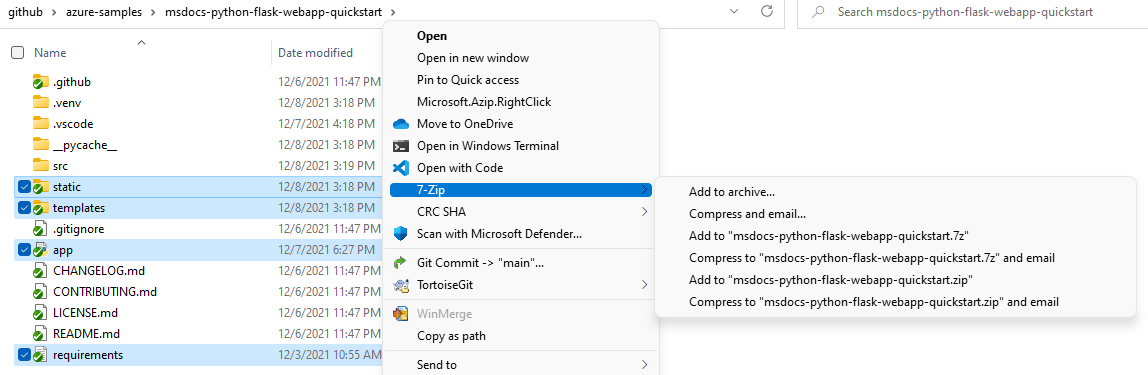 github › azure-samples › msdocs-python-flask-webapp-quickstart ›
Search msdocs-python-flask-webapp-quickstart
Name
Date modified
.github 12/6/2021 11:47 PM
.venv 12/8/2021 3:18 PM
.vscode 12/7/2021 4:18 PM
__pycache__ 12/8/2021 3:18 PM
src 12/8/2021 3:19 PM
static 12/8/2021 3:18 PM
templates 12/8/2021 3:18 PM
.gitignore 12/6/2021 11:47 PM
app 12/7/2021 6:27 PM
CHANGELOG.md 12/6/2021 11:47 PM
CONTRIBUTING.md 12/6/2021 11:47 PM
LICENSE.md 12/6/2021 11:47 PM
README.md 12/6/2021 11:47 PM
requirements 12/3/2021 10:55 AM
Open
Open in new window
Pin to Quick access
Microsoft.Azip.RightClick
Move to OneDrive
Open in Windows Terminal
Open with Code
7-Zip
CRC SHA
Scan with Microsoft Defender...
Git Commit -> "main"...
TortoiseGit
WinMerge
Copy as path
Send to
Add to archive...
Compress and email...
Add to "msdocs-python-flask-webapp-quickstart.7z"
Compress to "msdocs-python-flask-webapp-quickstart.7z" and email
Add to "msdocs-python-flask-webapp-quickstart.zip"
Compress to "msdocs-python-flask-webapp-quickstart.zip" and email